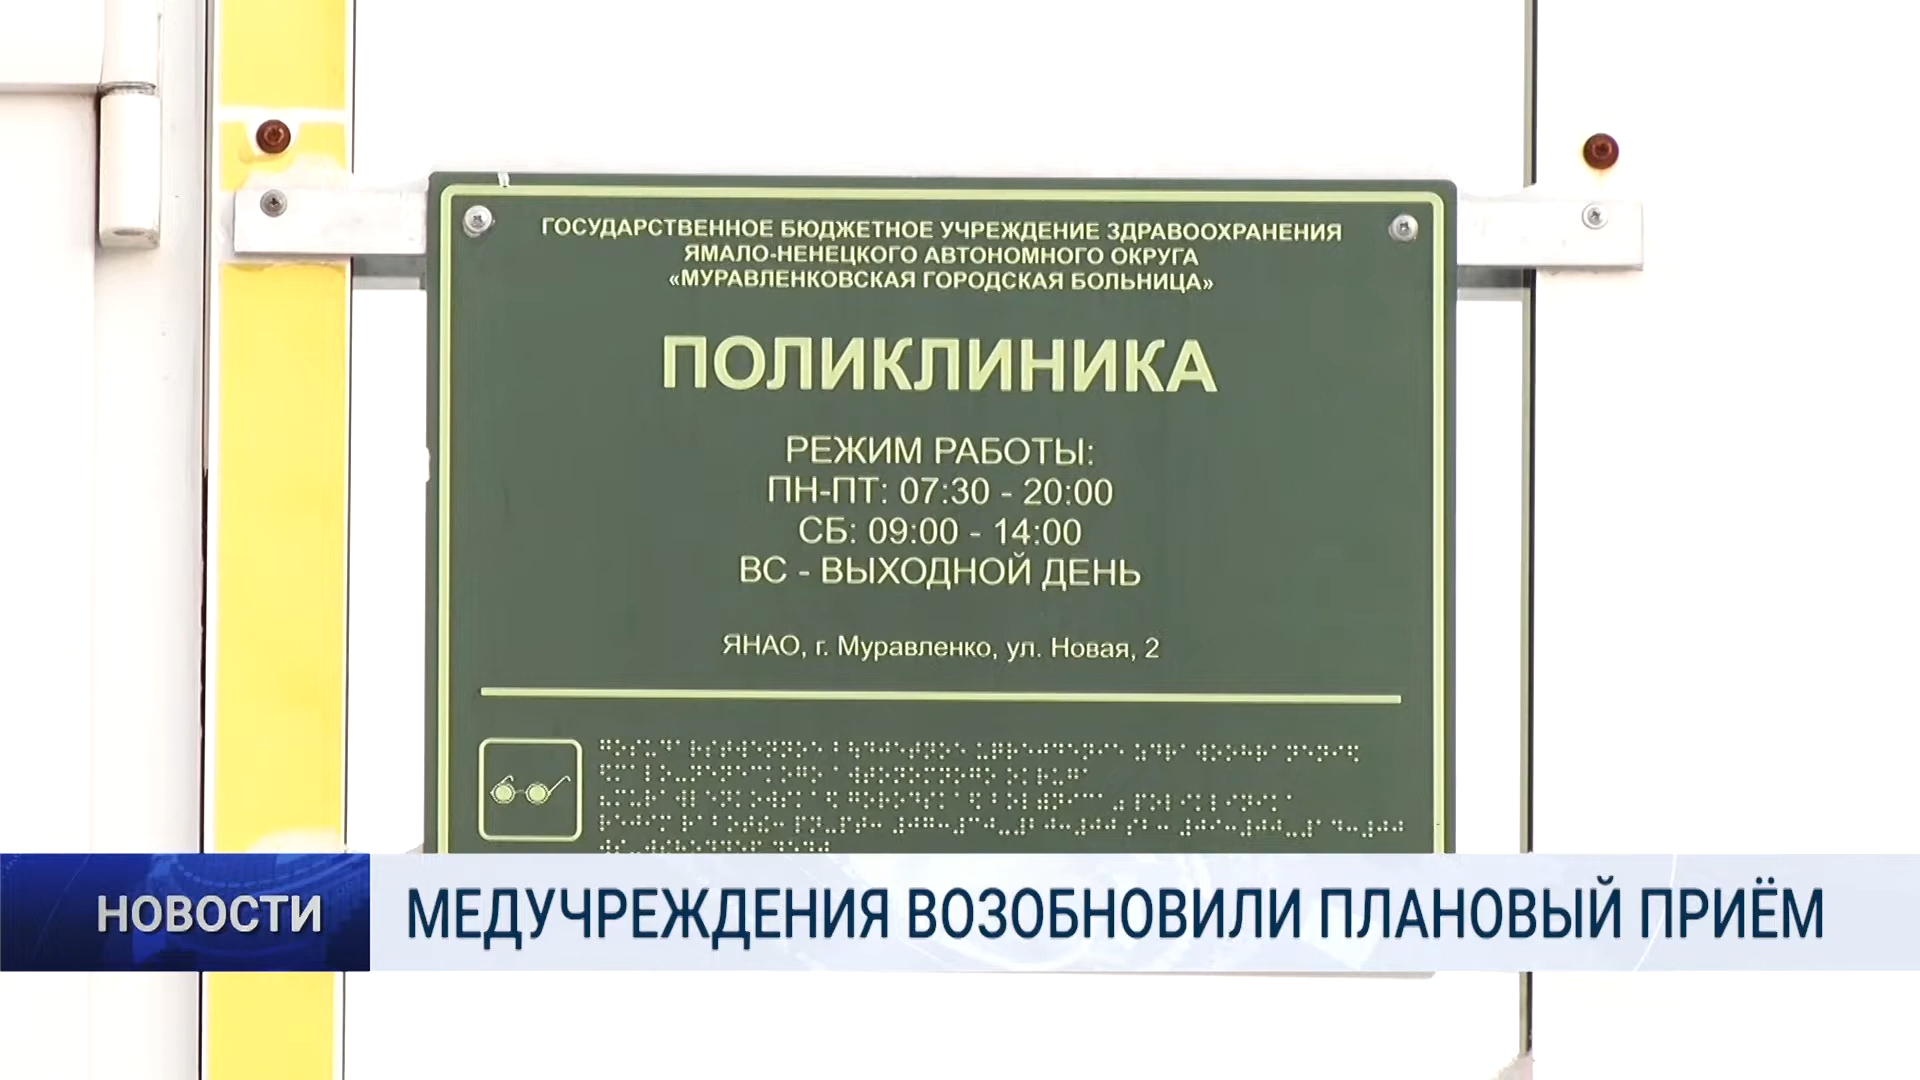 ГОСУДАРСТВЕННОЕ БЮДЖЕТНОЕ УЧРЕЖДЕНИЕ ЗДРАВООХРАНЕНИЯ
ЯМАЛО-НЕНЕЦКОГО АВТОНОМНОГО ОКРУГА
«МУРАВЛЕНКОВСКАЯ ГОРОДСКАЯ БОЛЬНИЦА»
ПОЛИКЛИНИКА
РЕЖИМ РАБОТЫ:
ПН-ПТ: 07:30 - 20:00
СБ: 09:00 - 14:00
ВС - ВЫХОДНОЙ ДЕНЬ
ЯНАО, г. Муравленко, ул. Новая, 2
НОВОСТИ
МЕДУЧРЕЖДЕНИЯ ВОЗОБНОВИЛИ ПЛАНОВЫЙ ПРИЁМ